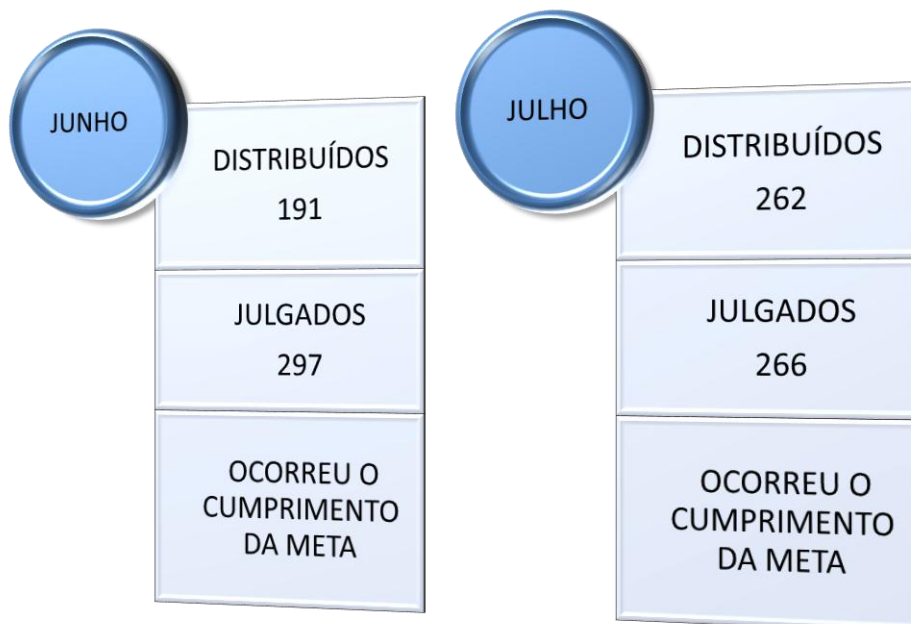 JUNHO
DISTRIBUÍDOS
191
JULGADOS
297
OCORREU O
CUMPRIMENTO
DA META
JULHO
DISTRIBUÍDOS
262
JULGADOS
266
OCORREU O
CUMPRIMENTO
DA META